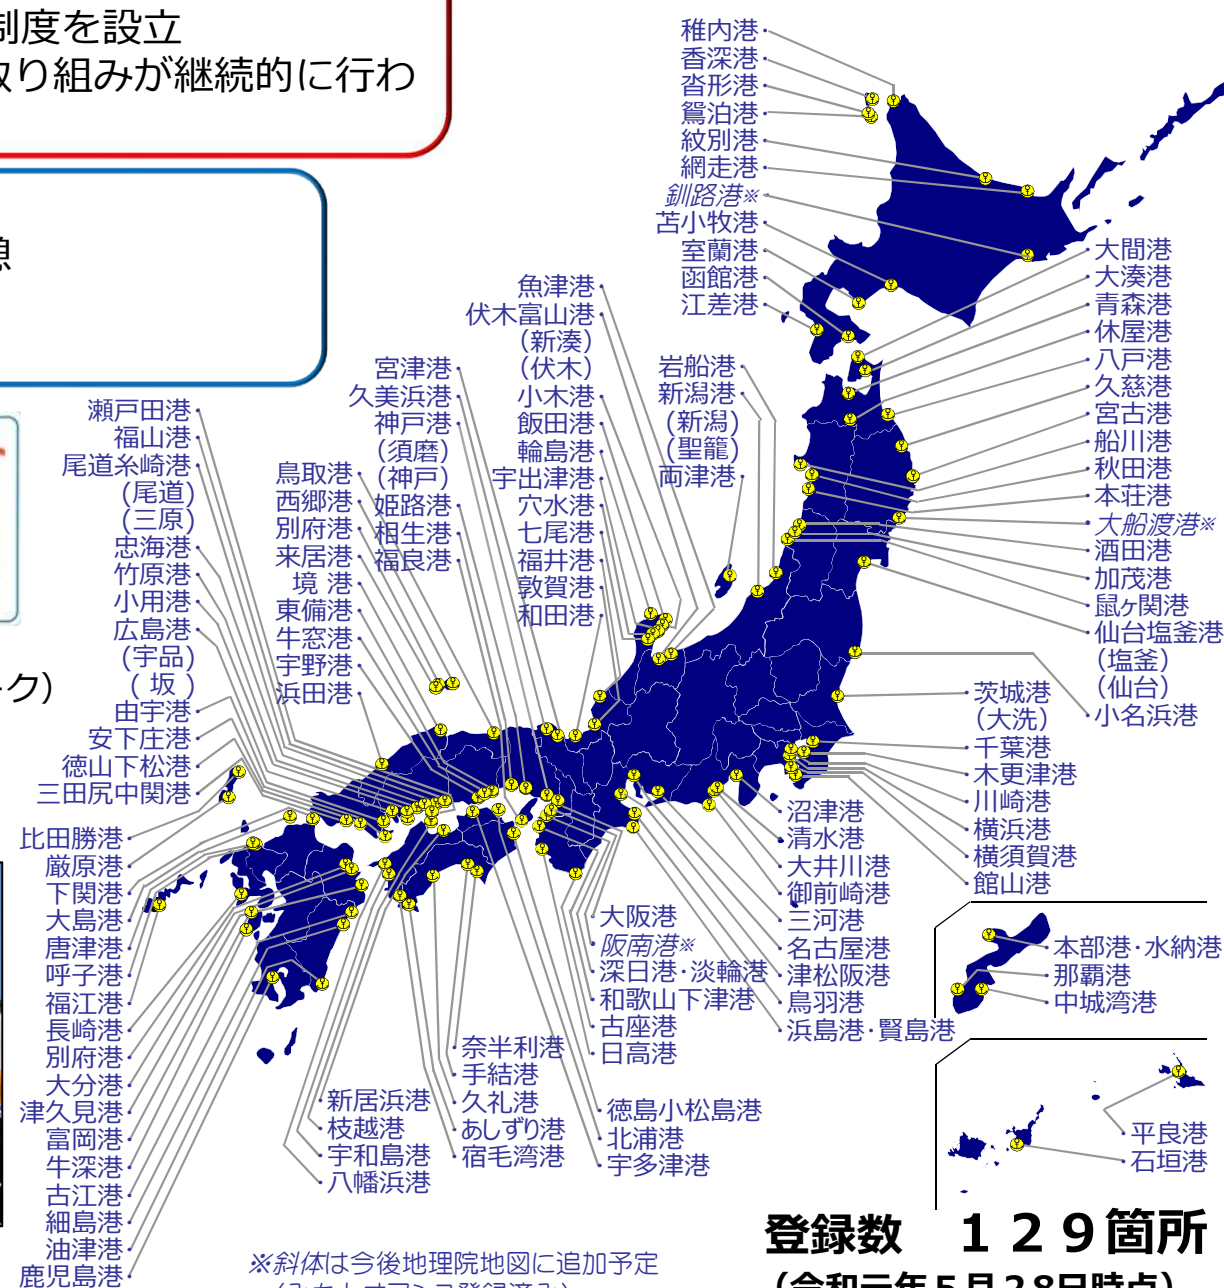 制度を設立
取り組みが継続的に行わ
憩
ーク）
稚内港
香深港
沓形港
鴛泊港
紋別港
網走港
釧路港※
苫小牧港
室蘭港
函館港
江差港
大間港
大湊港
青森港
休屋港
八戸港
久慈港
宮古港
船川港
秋田港
本荘港
大船渡港※
酒田港
加茂港
鼠ヶ関港
仙台塩釜港
（塩釜）
（仙台）
小名浜港
岩船港
新潟港
（新潟）
（聖籠）
両津港
魚津港
伏木富山港
（新湊）
（伏木）
小木港
飯田港
輪島港
宇出津港
穴水港
七尾港
福井港
敦賀港
和田港
宮津港
久美浜港
神戸港
（須磨）
（神戸）
姫路港
相生港
福良港
鳥取港
西郷港
別府港
来居港
境 港
東備港
牛窓港
宇野港
浜田港
瀬戸田港
福山港
尾道糸崎港
（尾道）
（三原）
忠海港
竹原港
小用港
広島港
（宇品）
（ 坂 ）
由宇港
安下庄港
徳山下松港
三田尻中関港
比田勝港
厳原港
下関港
大島港
唐津港
呼子港
福江港
長崎港
別府港
大分港
津久見港
富岡港
牛深港
古江港
細島港
油津港
鹿児島港
茨城港
（大洗）
千葉港
木更津港
川崎港
横浜港
横須賀港
館山港
沼津港
清水港
大井川港
御前崎港
三河港
名古屋港
津松阪港
鳥羽港
浜島港・賢島港
大阪港
阪南港※
深日港・淡輪港
和歌山下津港
古座港
日高港
徳島小松島港
北浦港
宇多津港
奈半利港
手結港
久礼港
あしずり港
宿毛湾港
新居浜港
枝越港
宇和島港
八幡浜港
本部港・水納港
那覇港
中城湾港
平良港
石垣港
登録数　１２９箇所
（令和元年５月２８日時点）
※斜体は今後地理院地図に追加予定
（みなとオアシス登録済み）